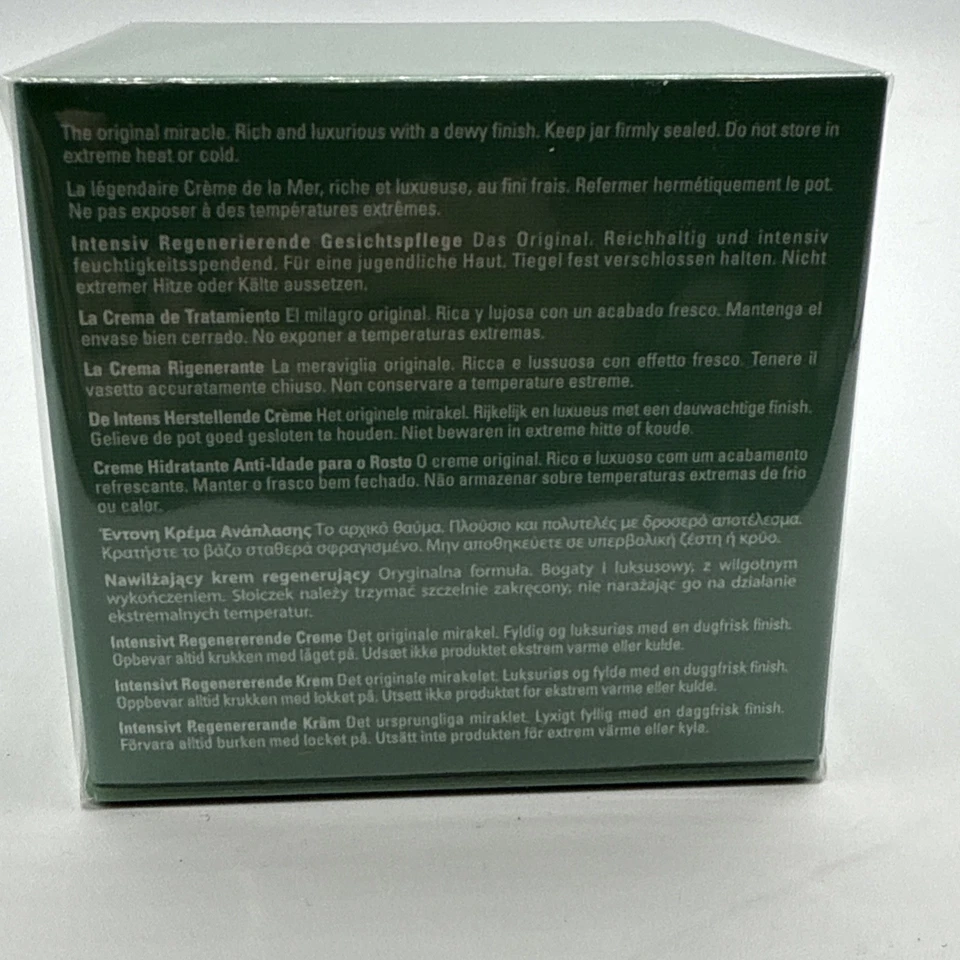 The original miracle. Rich and luxurious with a dewy finish. Keep jar firmly sealed. Do not store in
extreme heat or cold.
La légendaire Crème de la Mer, riche et luxueuse, au fini frais. Refermer hermétiquement le pot.
Ne pas exposer à des températures extrêmes.
Intensiv Regenerierende Gesichtspflege Das Original. Reichhaltig und intensiv
feuchtigkeitsspendend. Für eine jugendliche Haut. Tiegel fest verschlossen halten. Nicht
extremer Hitze oder Kälte aussetzen.
La Crema de Tratamiento El milagro original. Rica y lujosa con un acabado fresco. Mantenga el
envase bien cerrado. No exponer a temperaturas extremas.
La Crema Rigenerante La meraviglia originale. Ricca e lussuosa con effetto fresco. Tenere il
vasetto accuratamente chiuso. Non conservare a temperature estreme.
De Intens Herstellende Crème Het originele mirakel. Rijkelijk en luxueus met een dauwachtige finish.
Gelieve de pot goed gesloten te houden. Niet bewaren in extreme hitte of koude.
Creme Hidratante Anti-Idade para o Rosto O creme original. Rico e luxuoso com um acabamento
refrescante. Manter o frasco bem fechado. Não armazenar sobre temperaturas extremas de frio
ou calor.
Έντονη Κρέμα Ανάπλασης Το αρχικό θαύμα. Πλούσιο και πολυτελές με δροσερό αποτέλεσμα.
Κρατήστε το βάζο σταθερά σφραγισμένο. Μην αποθηκεύετε σε υπερβολική ζέστη ή κρύο.
Nawilżający krem regenerujący Oryginalna formuła. Bogaty i luksusowy, z wilgotnym
wykończeniem. Słoiczek należy trzymać szczelnie zakręcony, nie narażając go na działanie
ekstremalnych temperatur.
Intensivt Regenererende Creme Det originale mirakel. Fyldig og luksuriøs med en dugfrisk finish.
Opbevar altid krukken med låget på. Udsæt ikke produktet ekstrem varme eller kulde.
Intensivt Regenererende Krem Det originale mirakelet. Luksuriøs og fylde med en duggfrisk finish.
Oppbevar alltid krukken med lokket på. Utsett ikke produktet for ekstrem varme eller kulde.
Intensivt Regenererande Kräm Det ursprungliga miraklet. Lyxigt fyllig med en daggfrisk finish.
Förvara alltid burken med locket på. Utsätt inte produkten för extrem värme eller kyla.